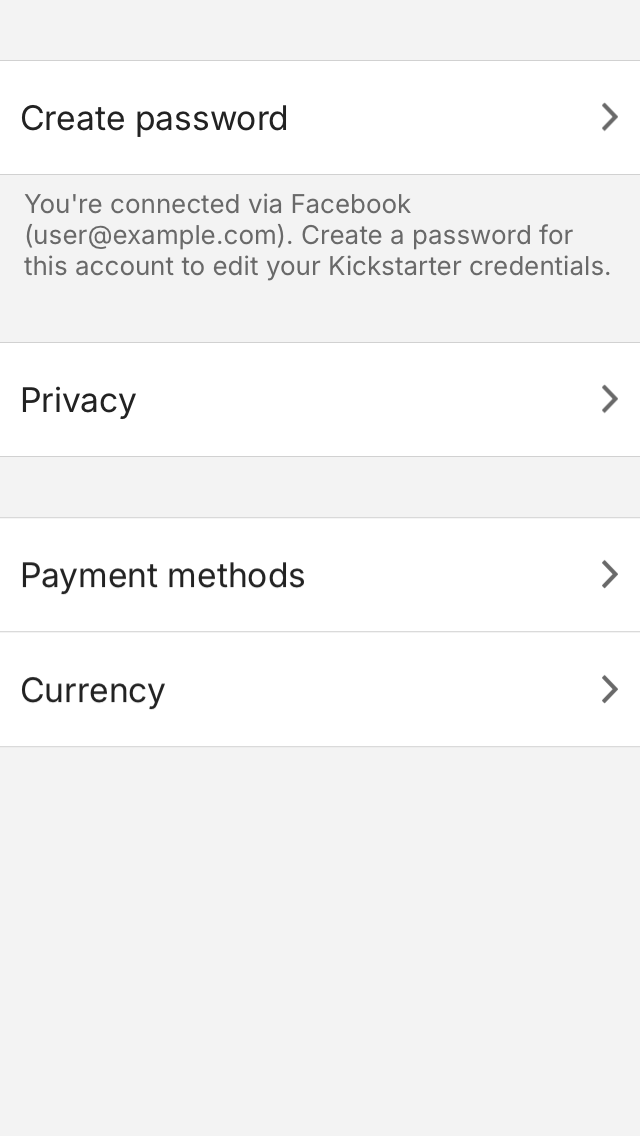 Create password
You're connected via Facebook
(user@example.com). Create a password for
this account to edit your Kickstarter credentials.
Privacy
Payment methods
Currency